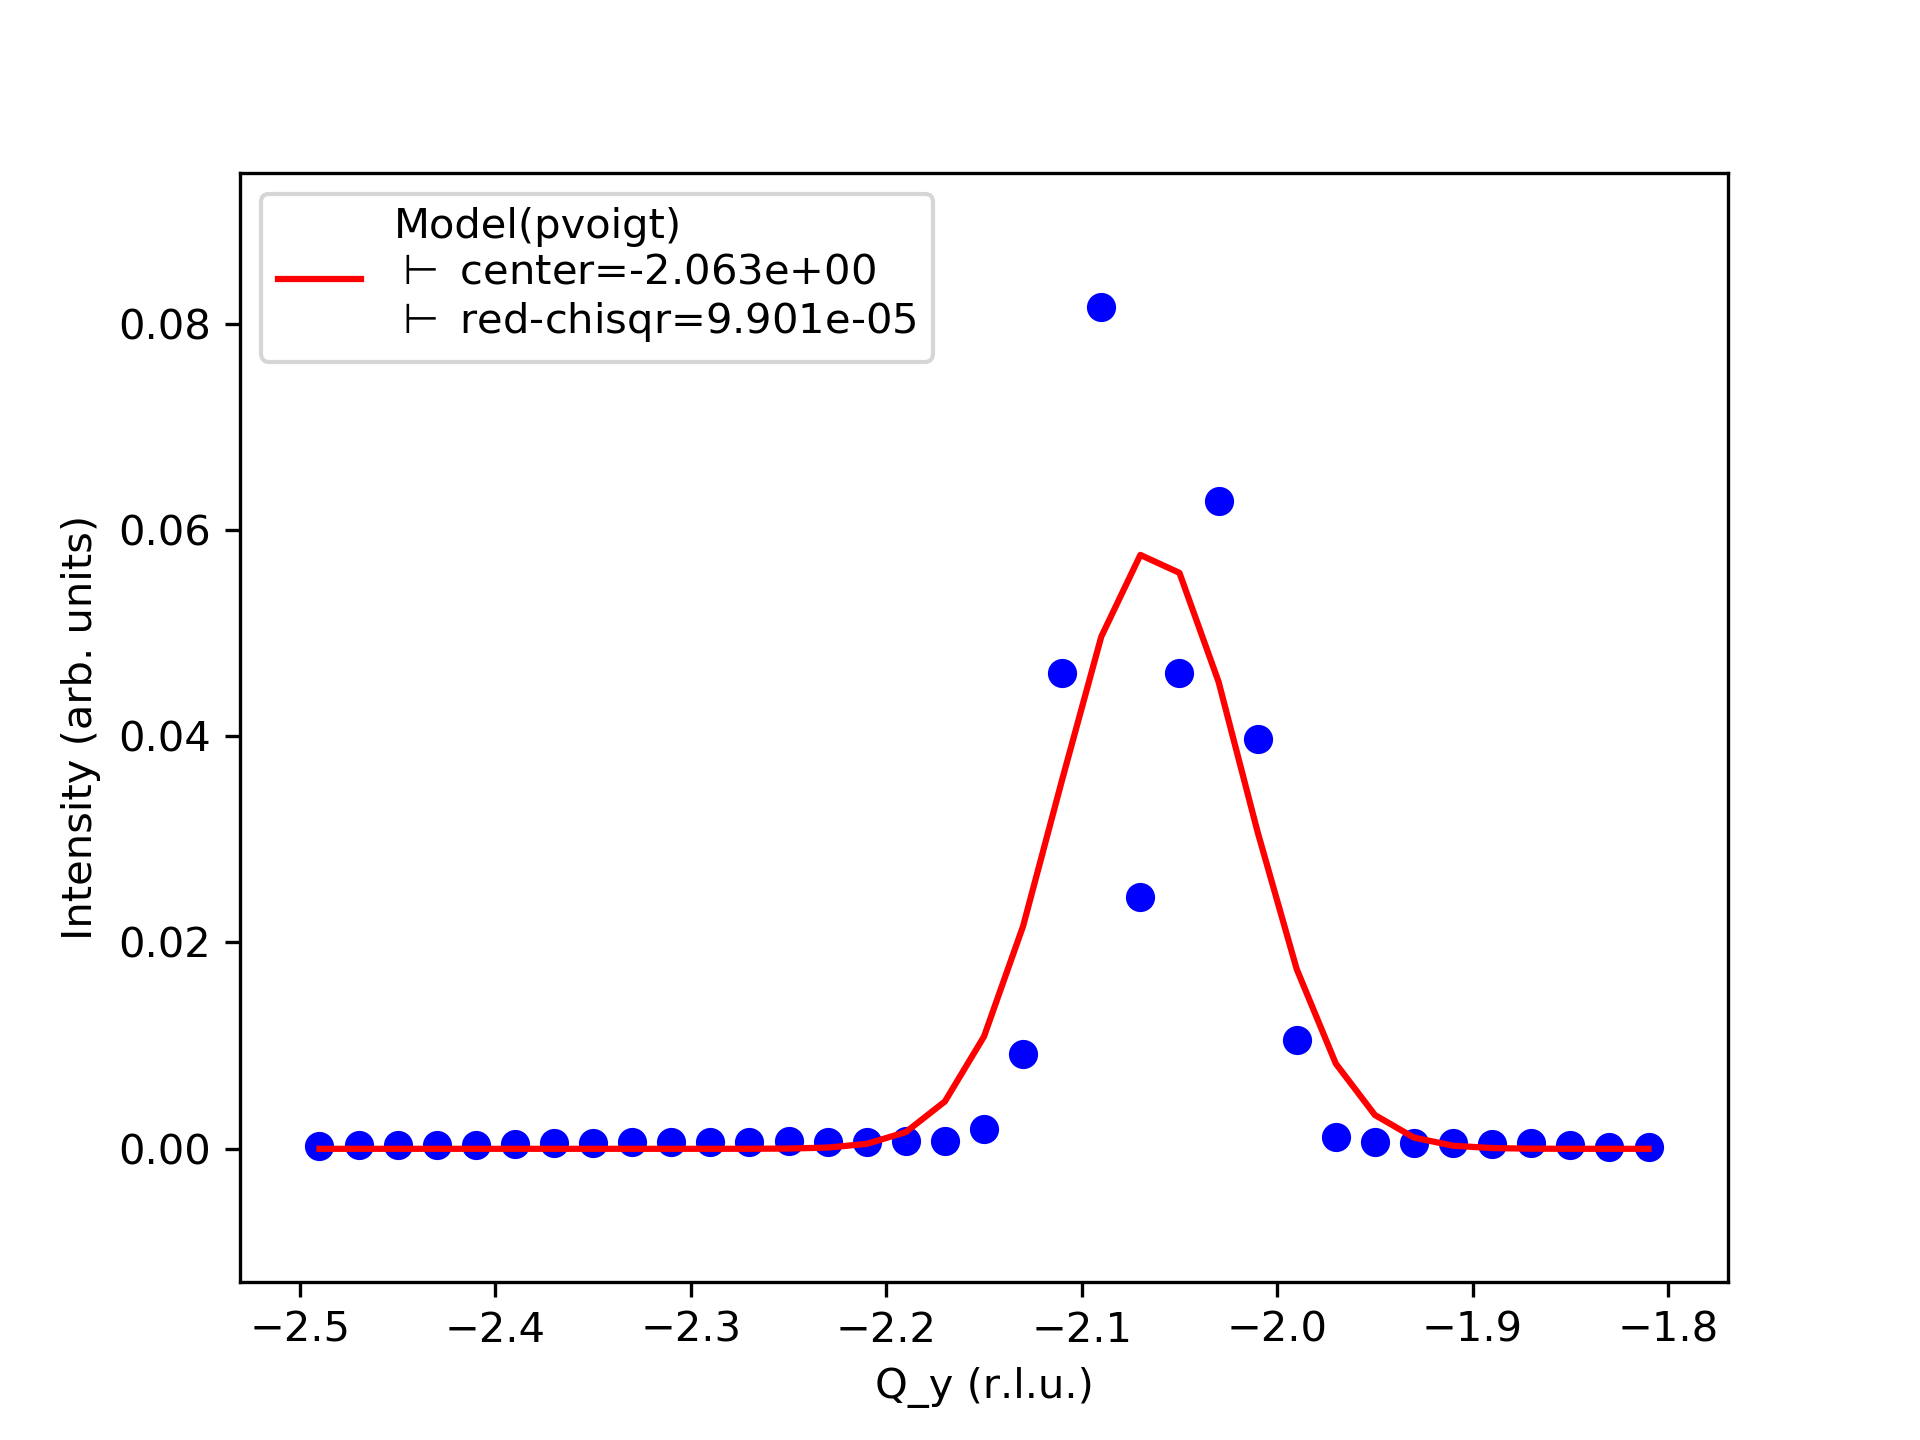 Model(pvoigt)
⊢ center=-2.063e+00
⊢ red-chisqr=9.901e-05
0.08
0.06
0.04
0.02
0.00
Intensity (arb. units)
−2.5 −2.4 −2.3 −2.2 −2.1 −2.0 −1.9 −1.8
Q_y (r.l.u.)